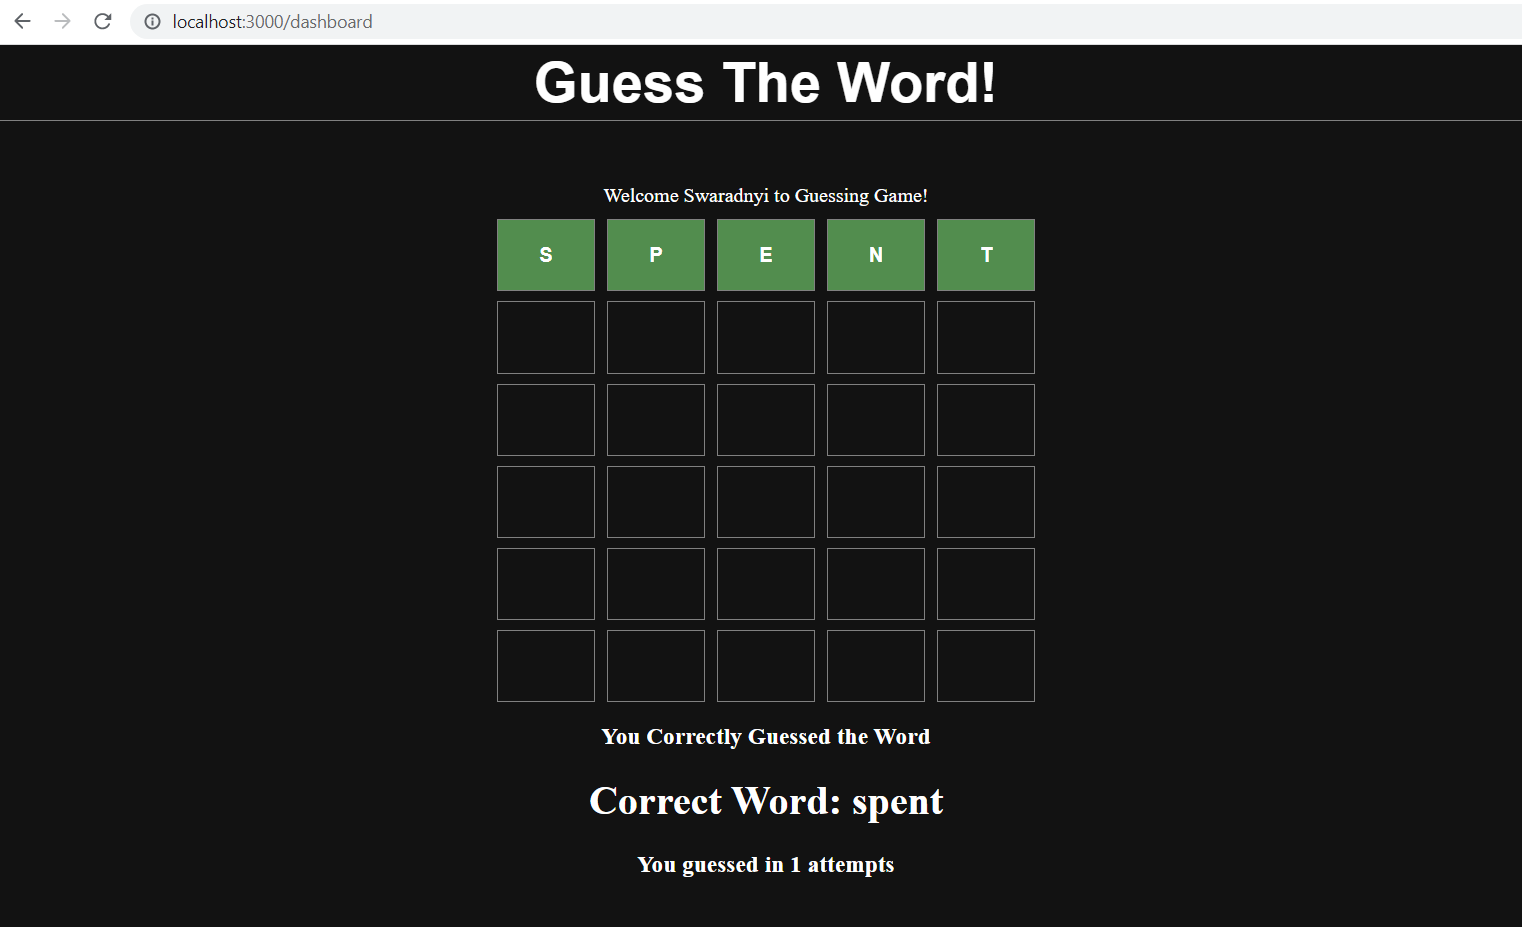 localhost:3000/dashboard
Guess The Word!
Welcome Swaradnyi to Guessing Game!
S P E N T
You Correctly Guessed the Word
Correct Word: spent
You guessed in 1 attempts